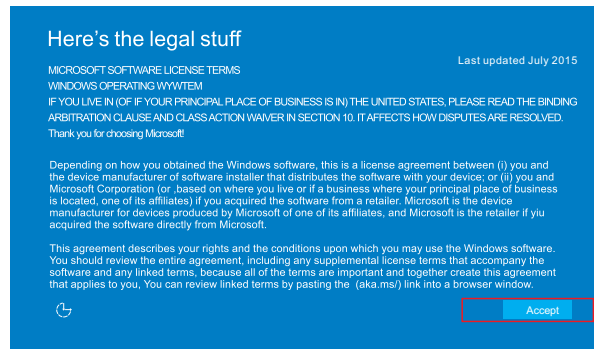 Here's the legal stuff
Last updated July 2015
MICROSOFT SOFTWARE LICENSE TERMS
WINDOWS OPERATING WYWTEM
IF YOU LIVE IN (OF IF YOUR PRINCIPAL PLACE OF BUSINESS IS IN) THE UNITED STATES, PLEASE READ THE BINDING
ARBITRATION CLAUSE AND CLASS ACTION WAIVER IN SECTION 10. IT AFFECTS HOW DISPUTES ARE RESOLVED.
Thank you for choosing Microsoft!
Depending on how you obtained the Windows software, this is a license agreement between (i) you and
the device manufacturer of software installer that distributes the software with your device; or (ii) you and
Microsoft Corporation (or ,based on where you live or if a business where your principal place of business
is located, one of its affiliates) if you acquired the software from a retailer. Microsoft is the device
manufacturer for devices produced by Microsoft of one of its affiliates, and Microsoft is the retailer if yiu
acquired the software directly from Microsoft.
This agreement describes your rights and the conditions upon which you may use the Windows software.
You should review the entire agreement, including any supplemental license terms that accompany the
software and any linked terms, because all of the terms are important and together create this agreement
that applies to you, You can review linked terms by pasting the (aka.ms/) link into a browser window.
Accept